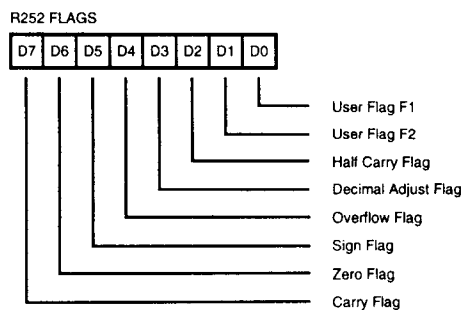 R252 FLAGS
D7 D6 D5 D4 D3 D2 D1 D0
User Flag F1
User Flag F2
Half Carry Flag
Decimal Adjust Flag
Overflow Flag
Sign Flag
Zero Flag
Carry Flag